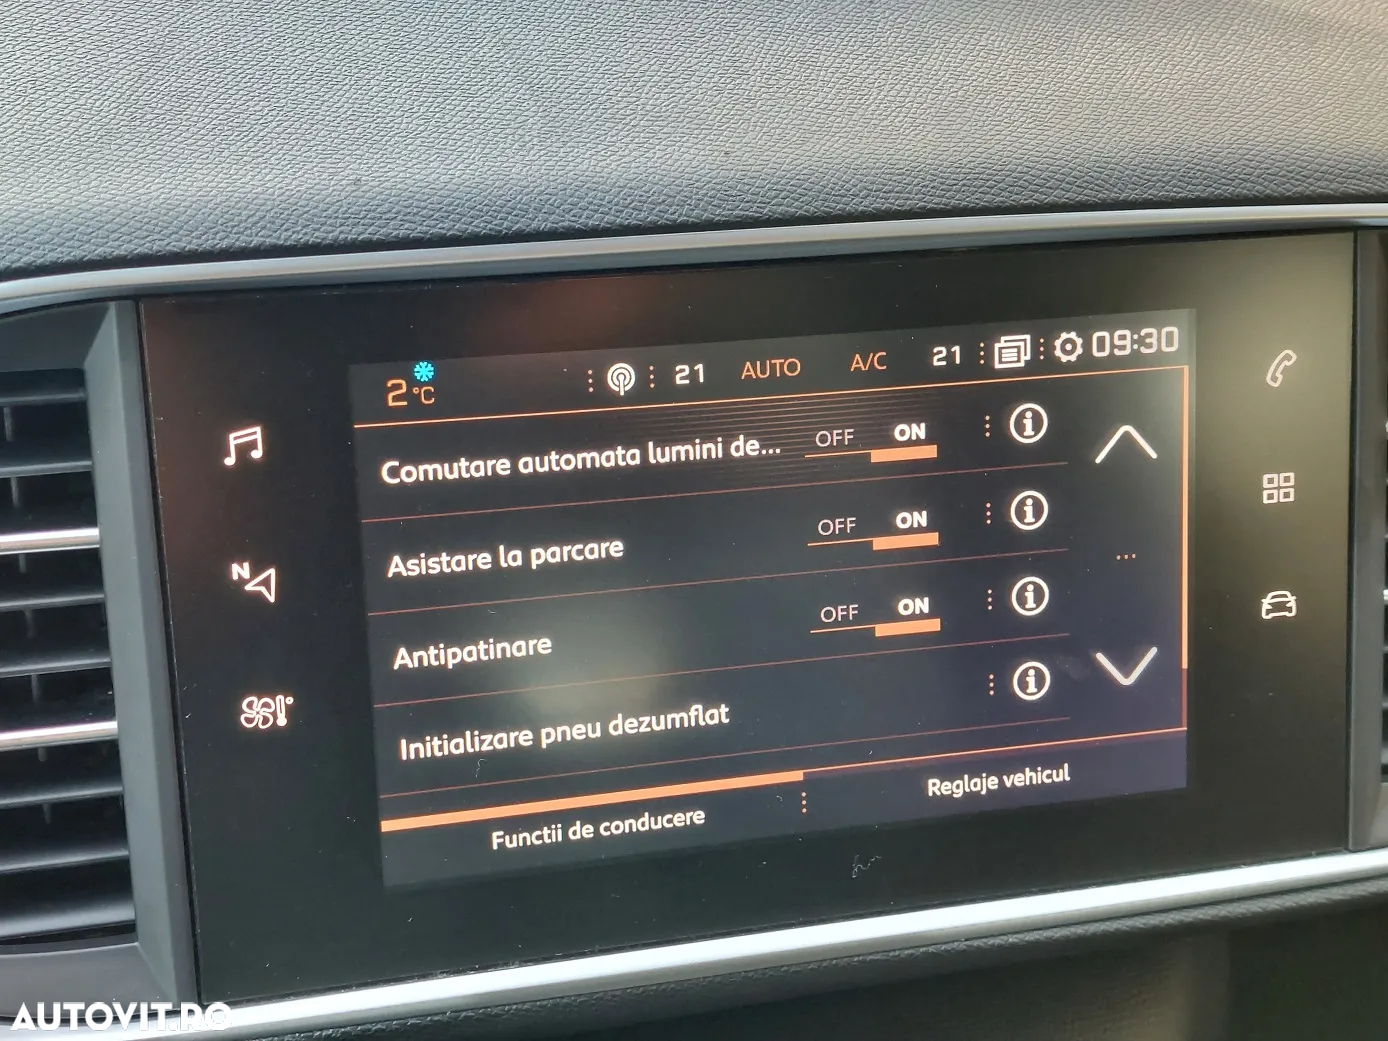 2 °C 21 AUTO A/C 21 09:30
Comutare automata lumini de... OFF ON
Asistare la parcare OFF ON
Antipatinare OFF ON
Initializare pneu dezumflat
Functii de conducere Reglaje vehicul
N
AUTOVIT.RO